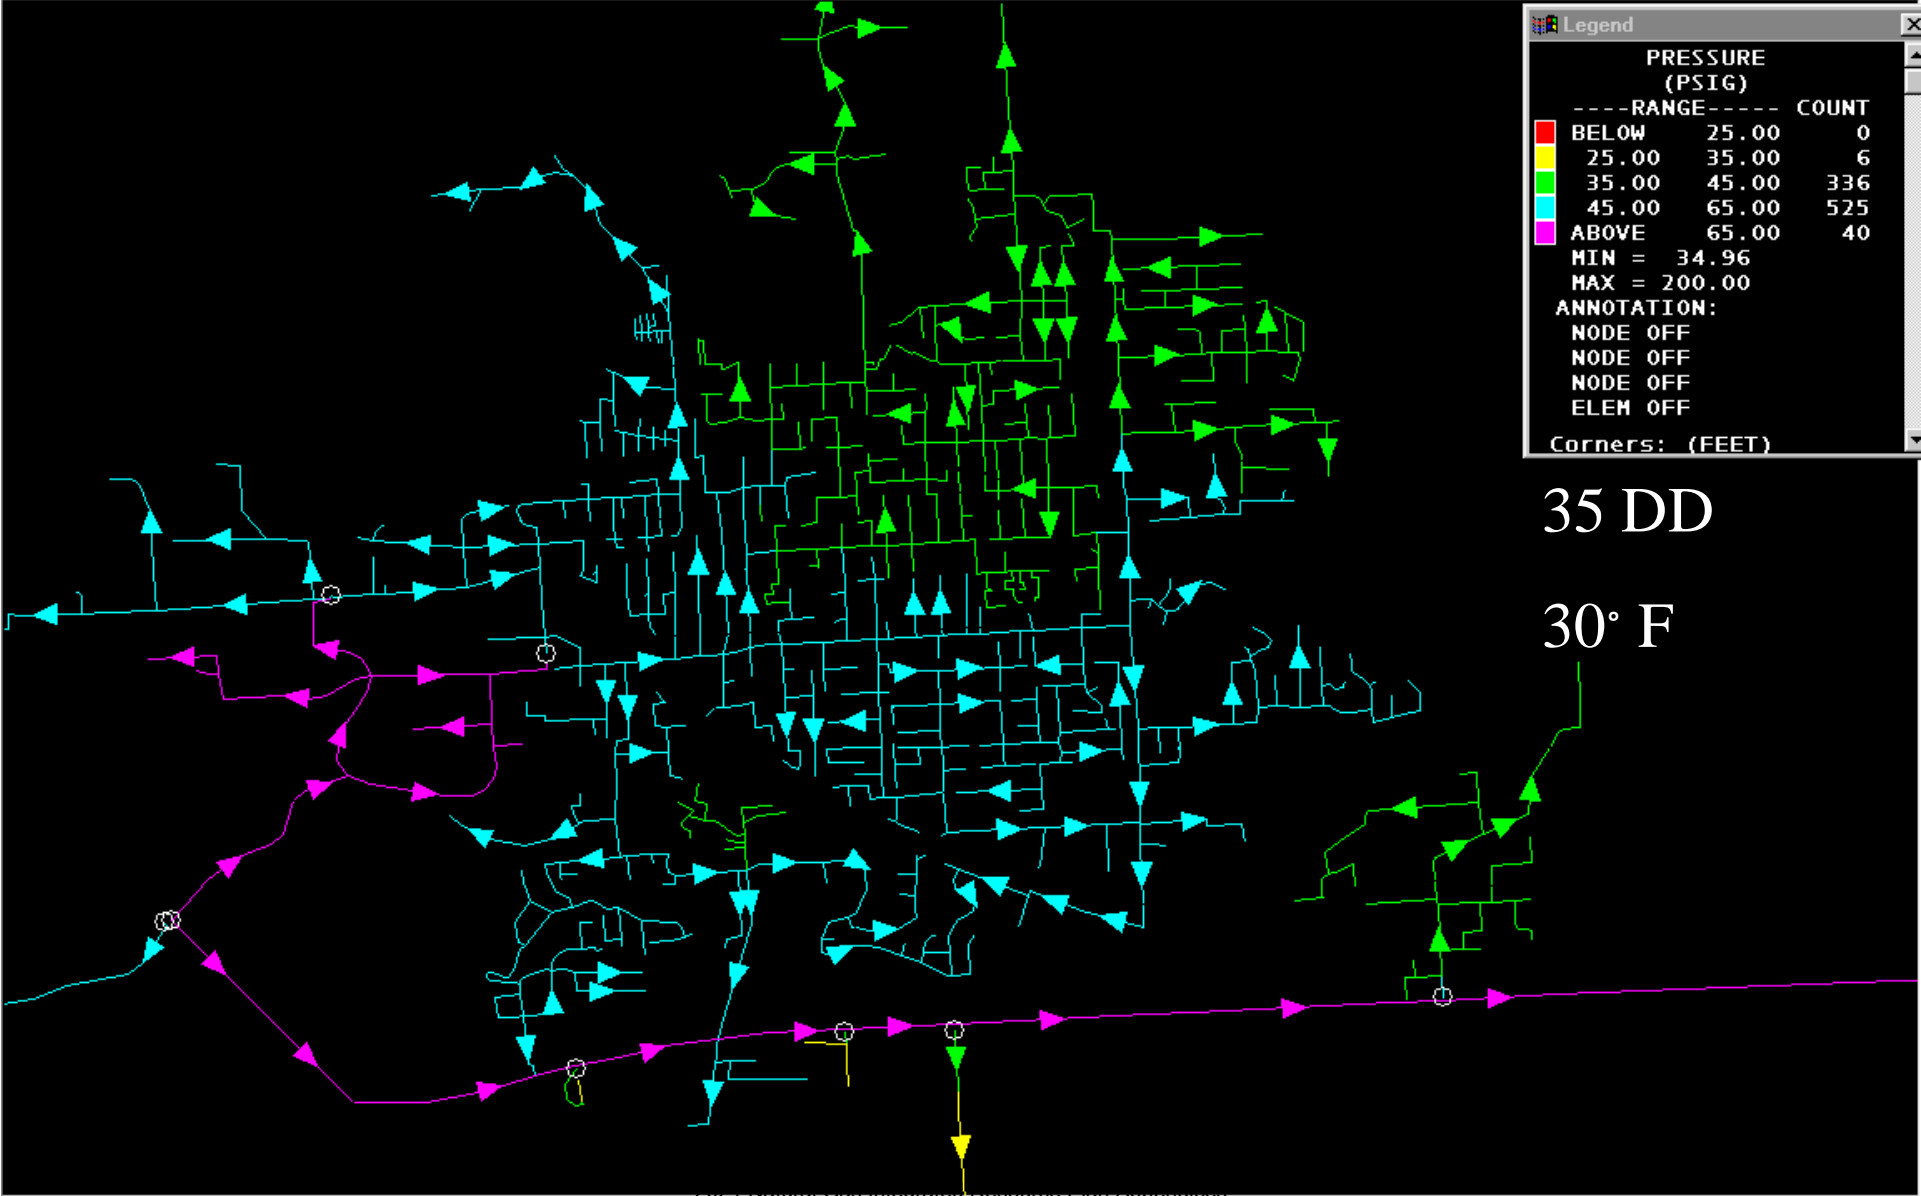 Legend
PRESSURE
(PSIG)
----RANGE----- COUNT
BELOW 25.00 0
25.00 35.00 6
35.00 45.00 336
45.00 65.00 525
ABOVE 65.00 40
MIN = 34.96
MAX = 200.00
ANNOTATION:
NODE OFF
NODE OFF
NODE OFF
ELEM OFF
Corners: (FEET)
35 DD
30° F